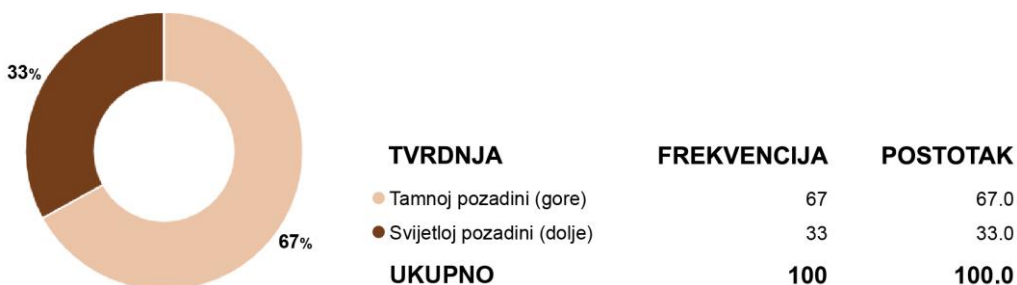 33%
67%
TVRDNJA FREKVENCIJA POSTOTAK
Tamnoj pozadini (gore) 67 67.0
Svijetloj pozadini (dolje) 33 33.0
UKUPNO 100 100.0